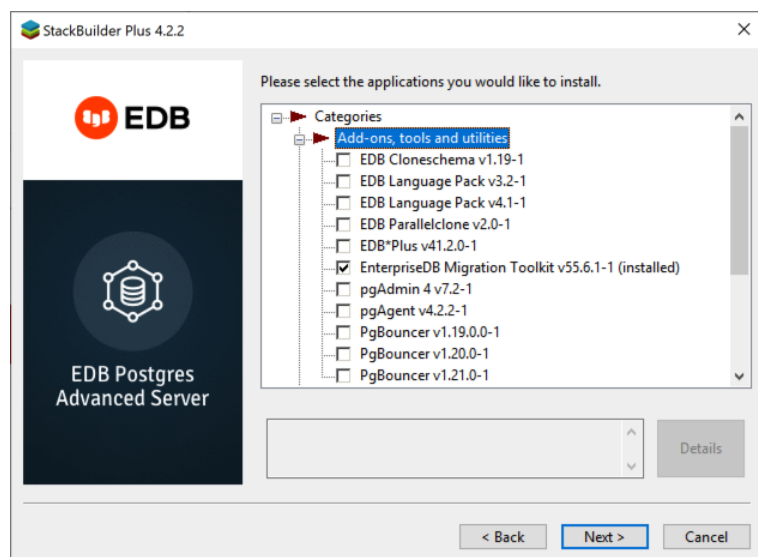 StackBuilder Plus 4.2.2
EDB
EDB Postgres
Advanced Server
Please select the applications you would like to install.
Categories
Add-ons, tools and utilities
EDB Cloneschema v1.19-1
EDB Language Pack v3.2-1
EDB Language Pack v4.1-1
EDB Parallelclone v2.0-1
EDB*Plus v41.2.0-1
EnterpriseDB Migration Toolkit v55.6.1-1 (installed)
pgAdmin 4 v7.2-1
pgAgent v4.2.2-1
PgBouncer v1.19.0.0-1
PgBouncer v1.20.0-1
PgBouncer v1.21.0-1
Details
< Back
Next >
Cancel